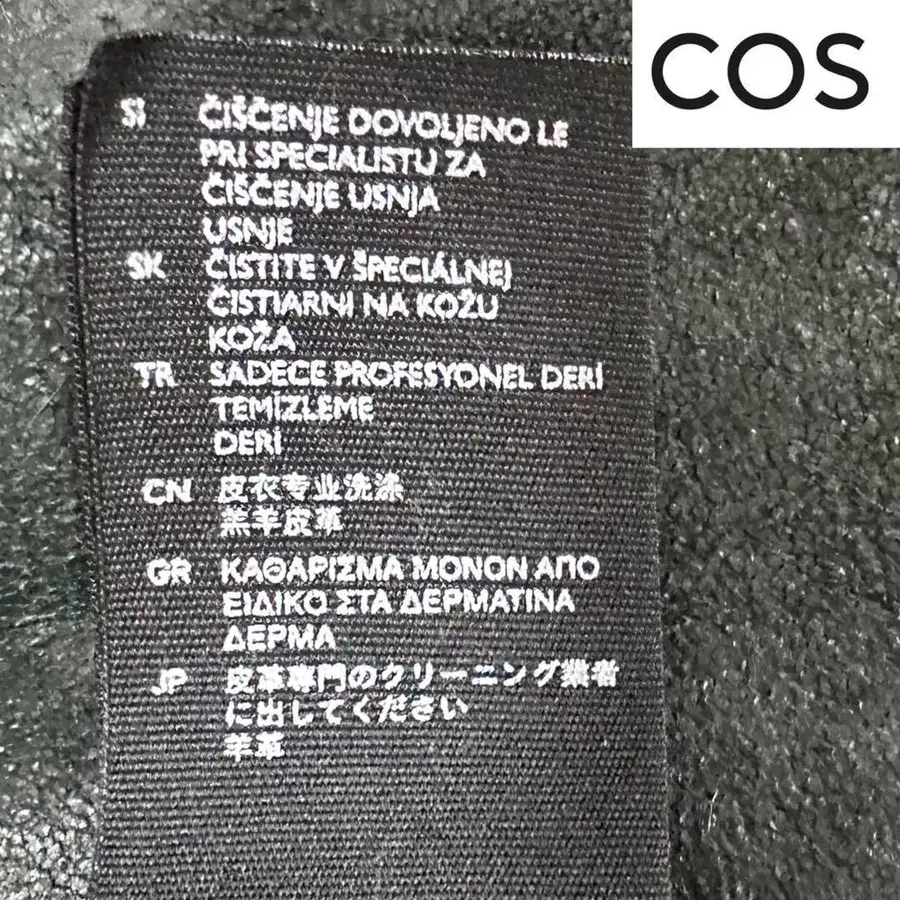 COS
SI ČIŠČENJE DOVOLJENO LE
PRI SPECIALISTU ZA
ČIŠČENJE USNJA
USNJE
SK ČISTITE V ŠPECIÁLNEJ
ČISTIARNI NA KOŽU
KOŽA
TR SADECE PROFESYONEL DERİ
TEMİZLEME
DERİ
CN 皮衣专业洗涤
羔羊皮革
GR ΚΑΘΑΡΙΣΜΑ ΜΟΝΟΝ ΑΠΟ
ΕΙΔΙΚΟ ΣΤΑ ΔΕΡΜΑΤΙΝΑ
ΔΕΡΜΑ
JP 皮革専門のクリーニング業者
に出してください
羊革